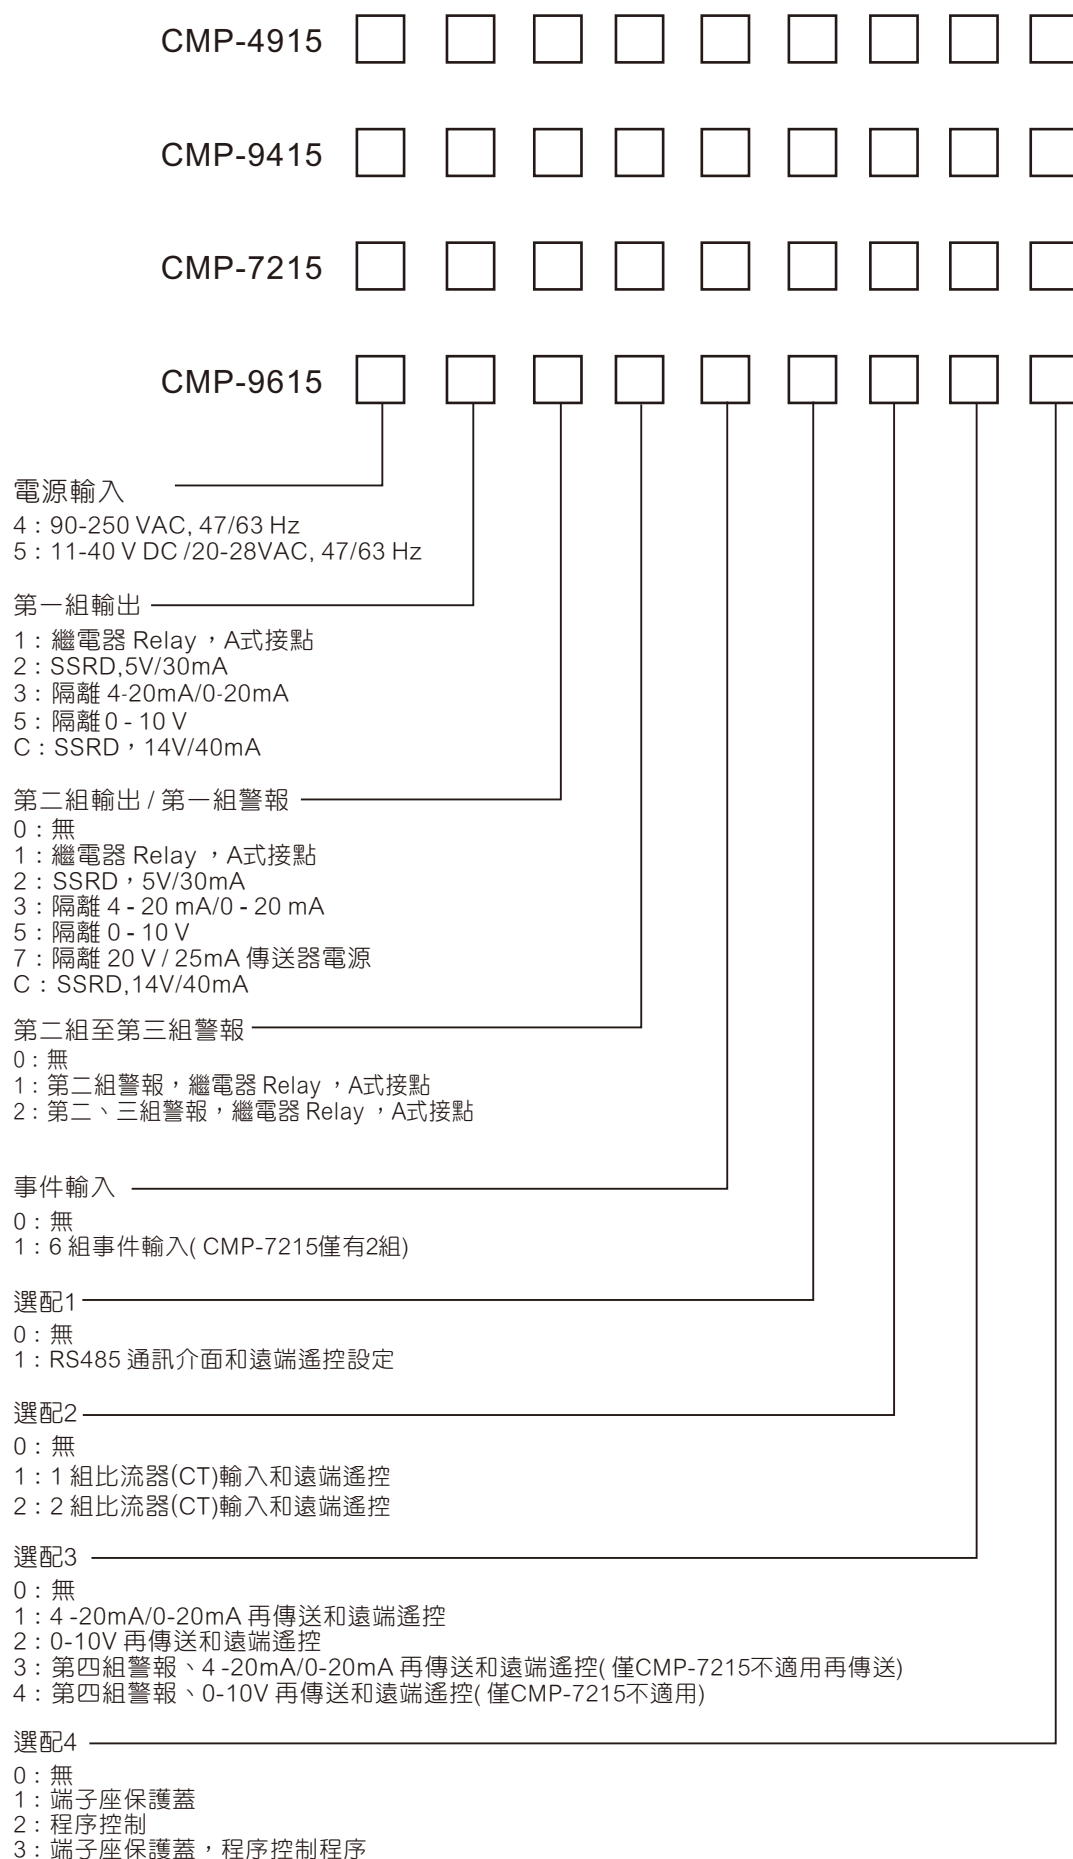 CMP-4915
CMP-9415
CMP-7215
CMP-9615
電源輸入
4：90-250 VAC, 47/63 Hz
5：11-40 V DC /20-28VAC, 47/63 Hz
第一組輸出
1：繼電器 Relay ，A式接點
2：SSRD,5V/30mA
3：隔離 4-20mA/0-20mA
5：隔離 0 - 10 V
C：SSRD，14V/40mA
第二組輸出 / 第一組警報
0：無
1：繼電器 Relay ，A式接點
2：SSRD，5V/30mA
3：隔離 4 - 20 mA/0 - 20 mA
5：隔離 0 - 10 V
7：隔離 20 V / 25mA 傳送器電源
C：SSRD,14V/40mA
第二組至第三組警報
0：無
1：第二組警報，繼電器 Relay ，A式接點
2：第二、三組警報，繼電器 Relay ，A式接點
事件輸入
0：無
1：6 組事件輸入( CMP-7215僅有2組)
選配1
0：無
1：RS485 通訊介面和遠端遙控設定
選配2
0：無
1：1 組比流器(CT)輸入和遠端遙控
2：2 組比流器(CT)輸入和遠端遙控
選配3
0：無
1：4 -20mA/0-20mA 再傳送和遠端遙控
2：0-10V 再傳送和遠端遙控
3：第四組警報、4 -20mA/0-20mA 再傳送和遠端遙控( 僅CMP-7215不適用再傳送)
4：第四組警報、0-10V 再傳送和遠端遙控( 僅CMP-7215不適用)
選配4
0：無
1：端子座保護蓋
2：程序控制
3：端子座保護蓋，程序控制程序